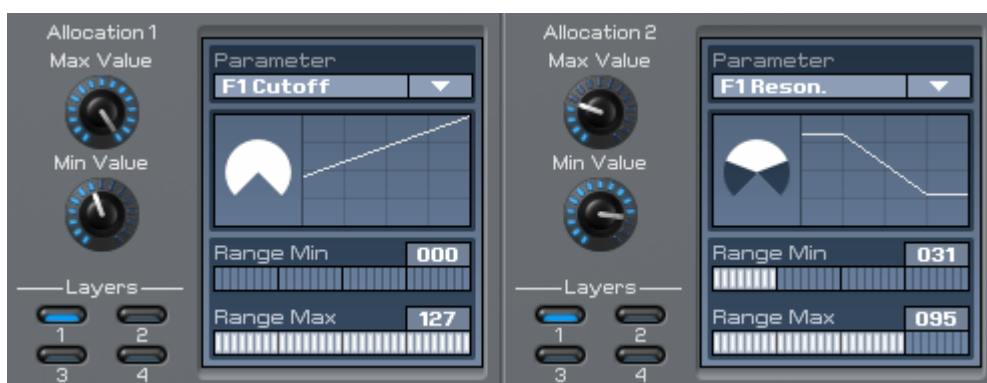 Allocation 1
Max Value
Min Value
Layers
1 2
3 4
Parameter
F1 Cutoff
Range Min 000
Range Max 127
Allocation 2
Max Value
Min Value
Layers
1 2
3 4
Parameter
F1 Reson.
Range Min 031
Range Max 095